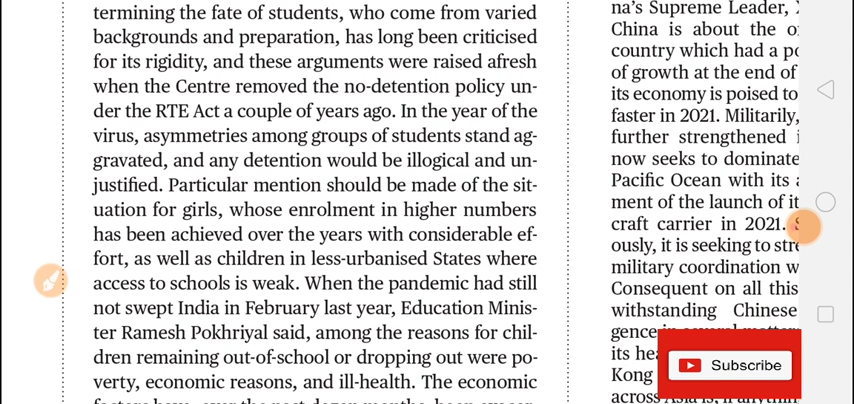 termining the fate of students, who come from varied
backgrounds and preparation, has long been criticised
for its rigidity, and these arguments were raised afresh
when the Centre removed the no-detention policy un-
der the RTE Act a couple of years ago. In the year of the
virus, asymmetries among groups of students stand ag-
gravated, and any detention would be illogical and un-
justified. Particular mention should be made of the sit-
uation for girls, whose enrolment in higher numbers
has been achieved over the years with considerable ef-
fort, as well as children in less-urbanised States where
access to schools is weak. When the pandemic had still
not swept India in February last year, Education Minis-
ter Ramesh Pokhriyal said, among the reasons for chil-
dren remaining out-of-school or dropping out were po-
verty, economic reasons, and ill-health. The economic
na's Supreme Leader,
China is about the
country which had a
of growth at the end of
its economy is poised to
faster in 2021. Militarily,
further strengthened
now seeks to dominate
Pacific Ocean with its
ment of the launch of
craft carrier in 2021.
ously, it is seeking to
military coordination
Consequent on all this
withstanding Chinese
its
Kong
across
Subscribe